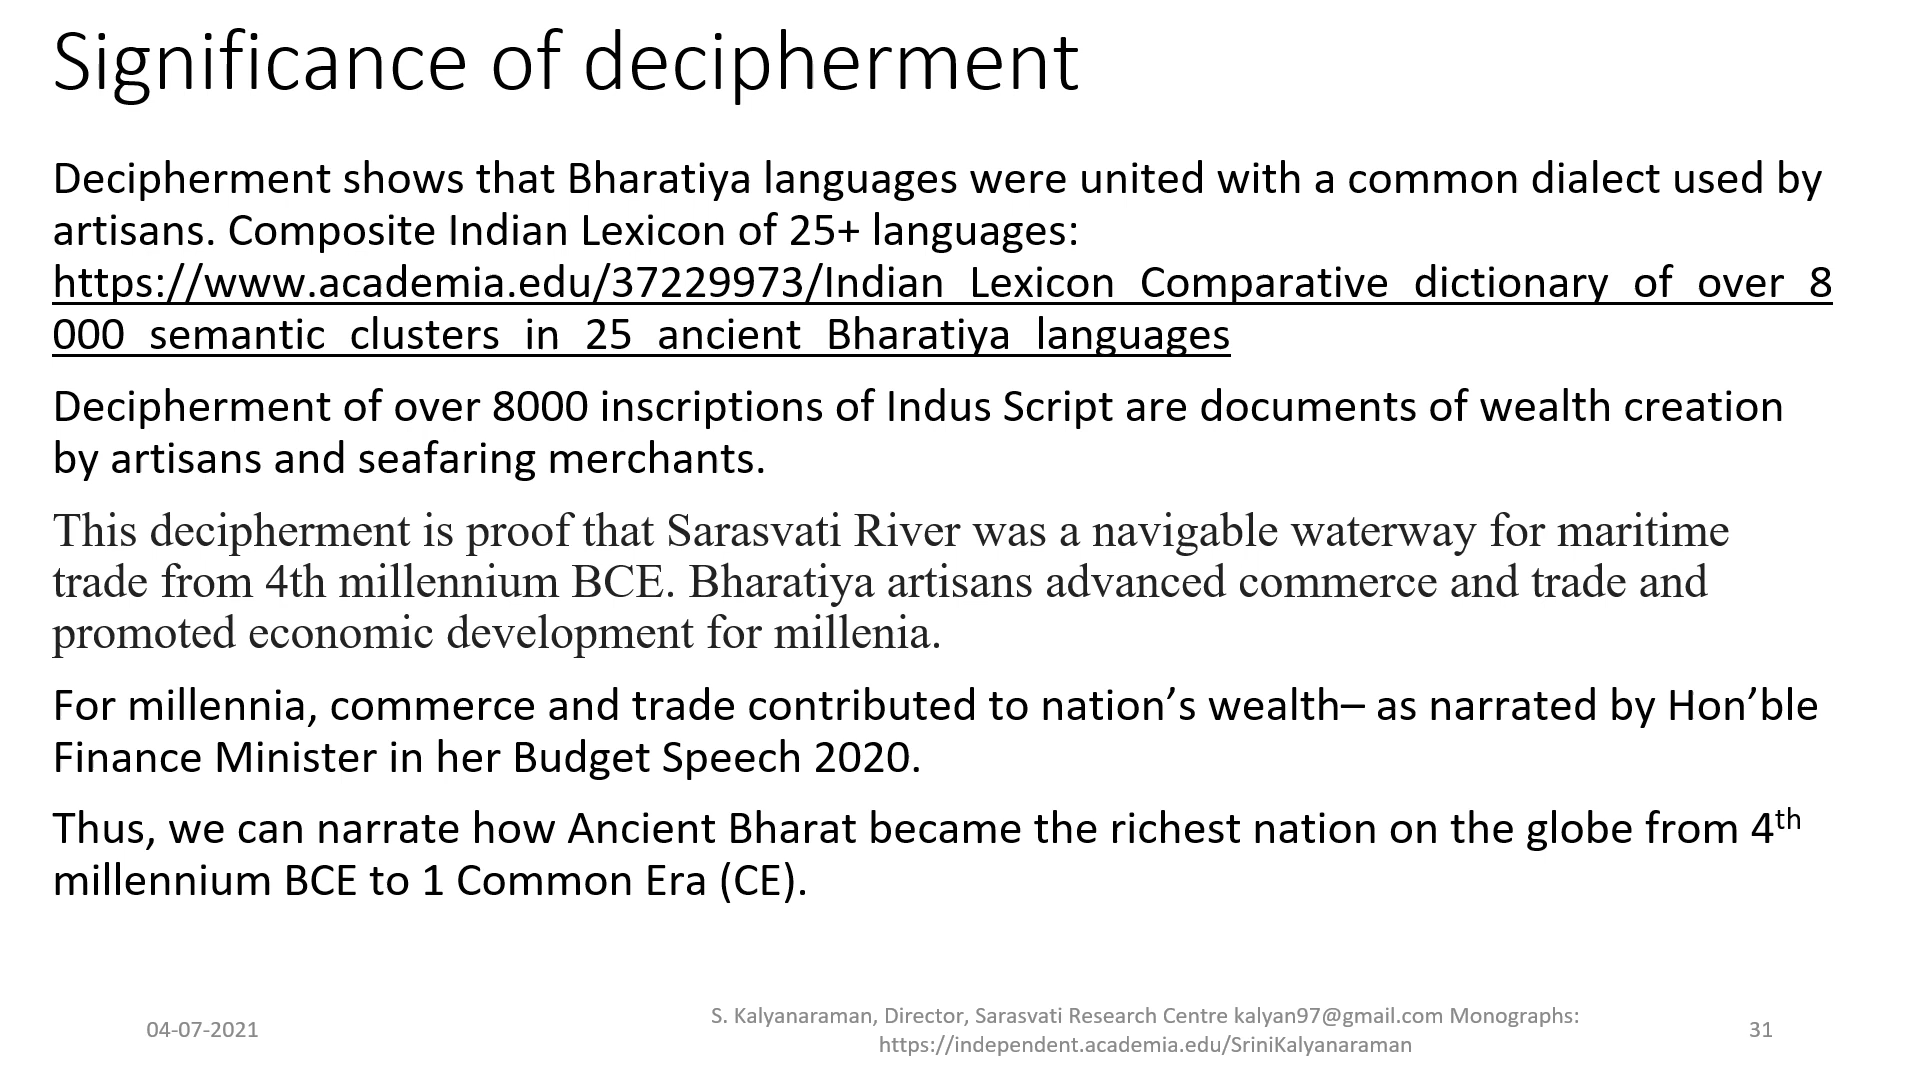 Significance of decipherment
Decipherment shows that Bharatiya languages were united with a common dialect used by
artisans. Composite Indian Lexicon of 25+ languages:
https://www.academia.edu/37229973/Indian_Lexicon_Comparative_dictionary_of_over_8
000_semantic_clusters_in_25_ancient_Bharatiya_languages
Decipherment of over 8000 inscriptions of Indus Script are documents of wealth creation
by artisans and seafaring merchants.
This decipherment is proof that Sarasvati River was a navigable waterway for maritime
trade from 4th millennium BCE. Bharatiya artisans advanced commerce and trade and
promoted economic development for millenia.
For millennia, commerce and trade contributed to nation’s wealth– as narrated by Hon’ble
Finance Minister in her Budget Speech 2020.
Thus, we can narrate how Ancient Bharat became the richest nation on the globe from 4th
millennium BCE to 1 Common Era (CE).
04-07-2021
S. Kalyanaraman, Director, Sarasvati Research Centre kalyan97@gmail.com Monographs:
https://independent.academia.edu/SriniKalyanaraman
31